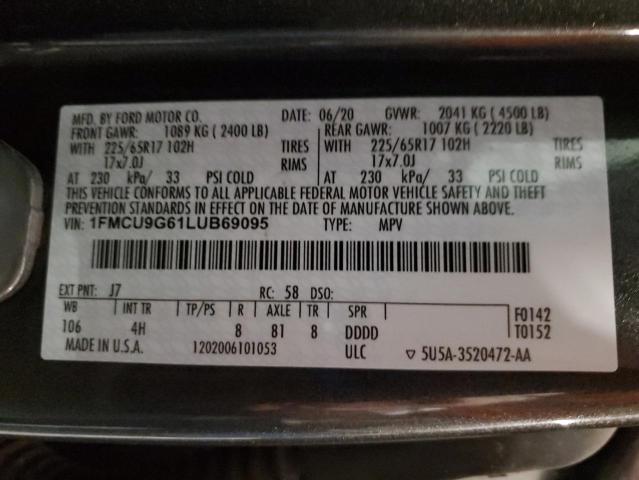 MFD. BY FORD MOTOR CO. DATE: 06/20 GVWR: 2041 KG ( 4500 LB)
FRONT GAWR: 1089 KG ( 2400 LB) REAR GAWR: 1007 KG ( 2220 LB)
WITH 225/65R17 102H TIRES WITH 225/65R17 102H TIRES
17x7.0J RIMS 17x7.0J RIMS
AT 230 kPa/ 33 PSI COLD AT 230 kPa/ 33 PSI COLD
THIS VEHICLE CONFORMS TO ALL APPLICABLE FEDERAL MOTOR VEHICLE SAFETY AND THEFT
PREVENTION STANDARDS IN EFFECT ON THE DATE OF MANUFACTURE SHOWN ABOVE.
VIN: 1FMCU9G61LUB69095 TYPE: MPV
EXT PNT: J7 RC: 58 DSO:
WB INT TR TP/PS R AXLE TR SPR F0142
106 4H 8 81 8 DDDD T0152
MADE IN U.S.A. 1202006101053 ULC ▽ 5U5A-3520472-AA